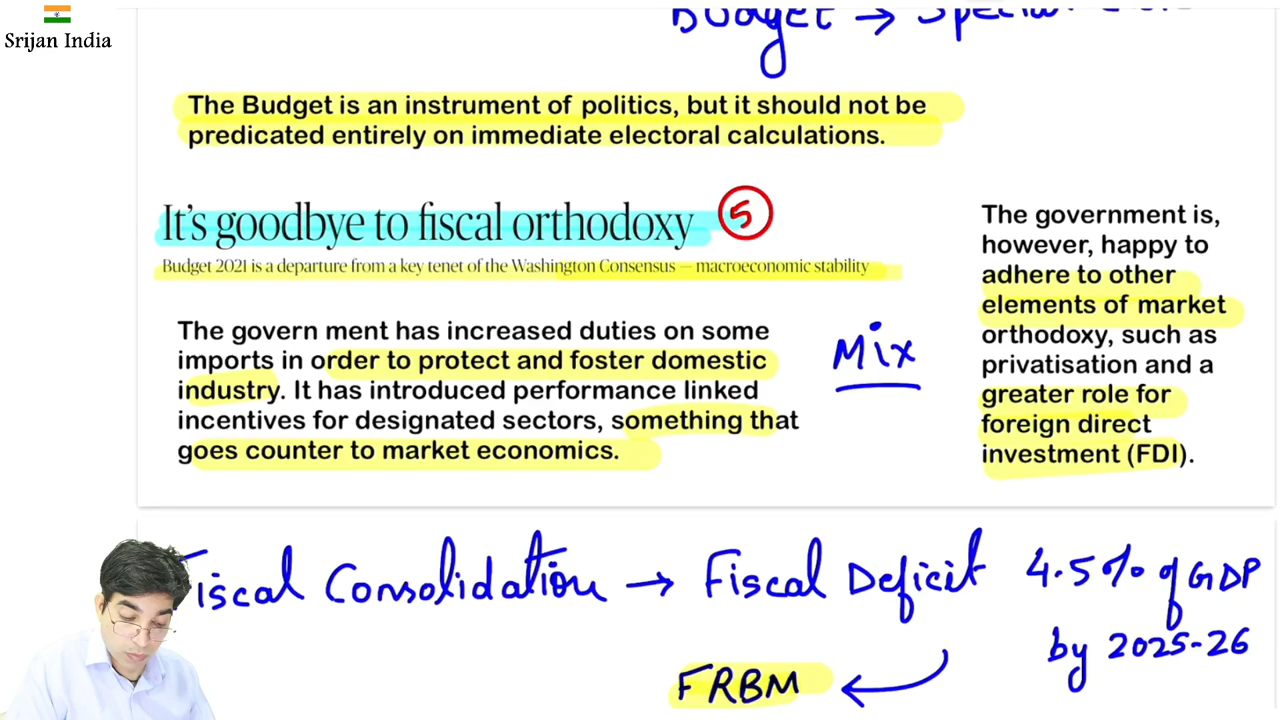 Srijan India
Budget →
The Budget is an instrument of politics, but it should not be
predicated entirely on immediate electoral calculations.
It's goodbye to fiscal orthodoxy 5
Budget 2021 is a departure from a key tenet of the Washington Consensus — macroeconomic stability
The govern ment has increased duties on some
imports in order to protect and foster domestic
industry. It has introduced performance linked
incentives for designated sectors, something that
goes counter to market economics.
Mix
The government is,
however, happy to
adhere to other
elements of market
orthodoxy, such as
privatisation and a
greater role for
foreign direct
investment (FDI).
Fiscal Consolidation → Fiscal Deficit 4.5% of GDP
by 2025-26
FRBM